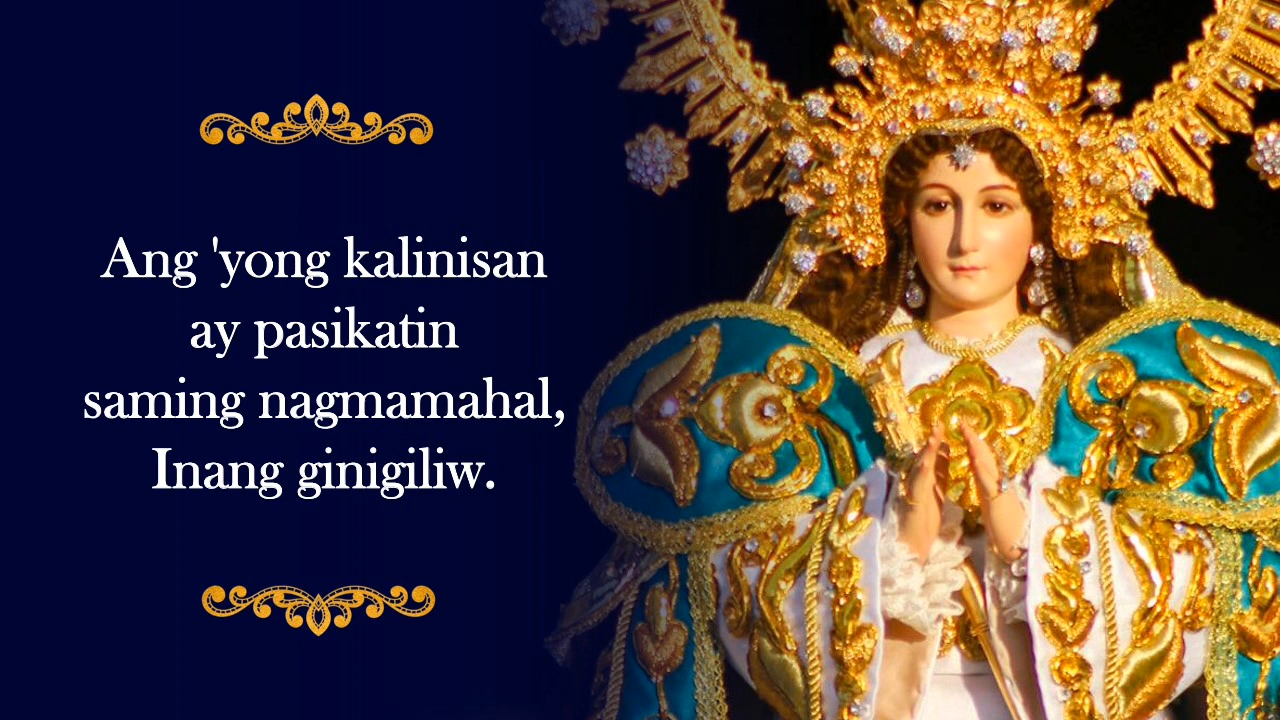 Ang 'yong kalinisan
ay pasikatin
saming nagmamahal,
Inang ginigiliw.